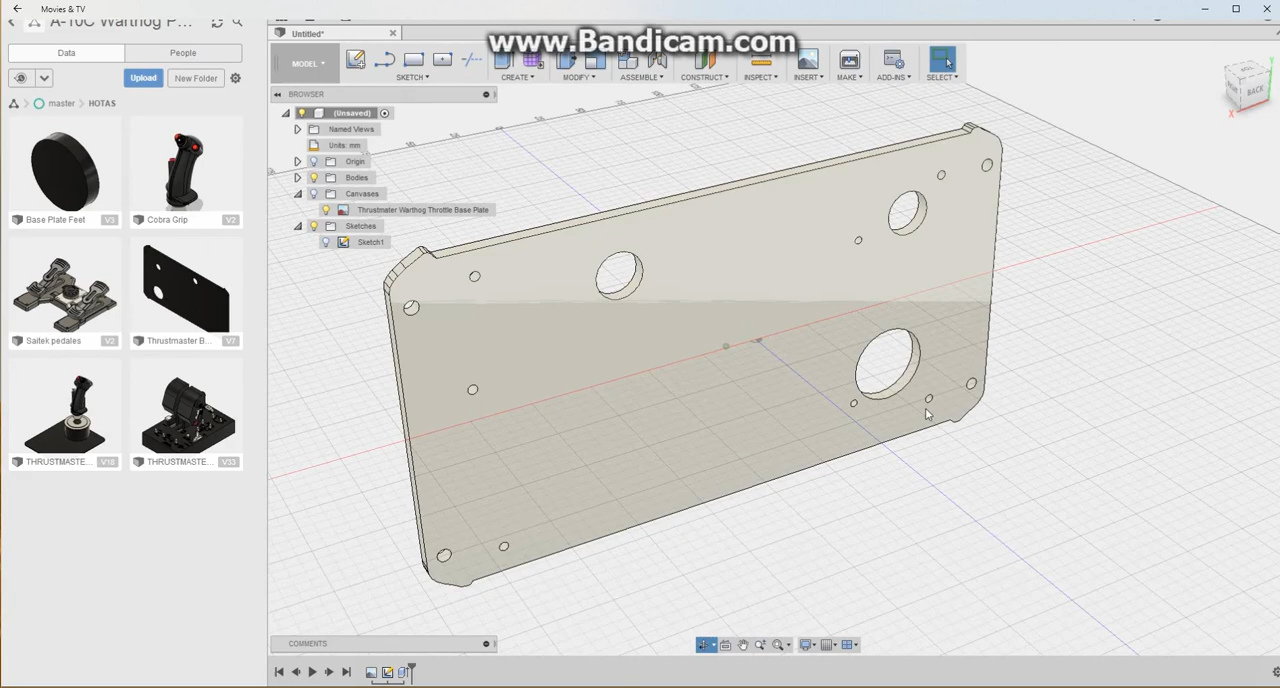 Movies & TV
A-10C Warthog P...
Untitled*
www.Bandicam.com
Data
People
MODEL
SKETCH
CREATE
MODIFY
ASSEMBLE
CONSTRUCT
INSPECT
INSERT
MAKE
ADD-INS
SELECT
Upload
New Folder
BROWSER
BACK
X
master
HOTAS
(Unsaved)
Named Views
Units: mm
Origin
Bodies
Canvases
Thrustmater Warthog Throttle Base Plate
Sketches
Sketch1
Base Plate Feet
V3
Cobra Grip
V2
Saitek pedales
V2
Thrustmaster B...
V7
THRUSTMASTE...
V18
THRUSTMASTE...
V33
COMMENTS